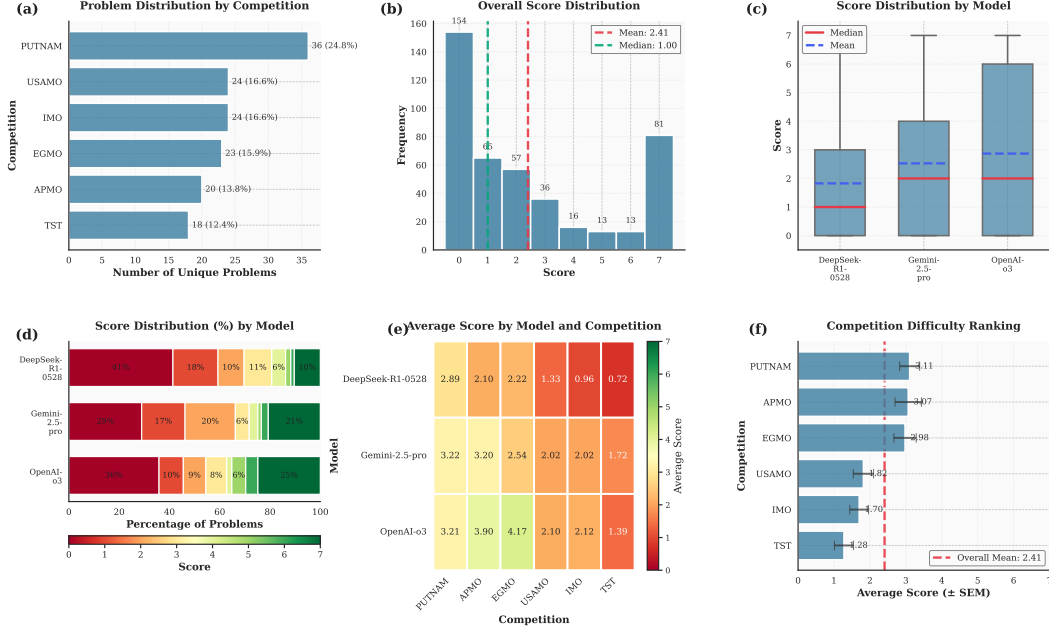 (a)
Problem Distribution by Competition
Competition
PUTNAM
USAMO
IMO
EGMO
APMO
TST
36 (24.8%)
24 (16.6%)
24 (16.6%)
23 (15.9%)
20 (13.8%)
18 (12.4%)
0 5 10 15 20 25 30 35
Number of Unique Problems
(b)
Overall Score Distribution
Frequency
160
140
120
100
80
60
40
20
0
154
65
57
36
16
13
13
81
Mean: 2.41
Median: 1.00
0 1 2 3 4 5 6 7
Score
(c)
Score Distribution by Model
Score
7
6
5
4
3
2
1
0
Median
Mean
DeepSeek-
R1-
0528
Gemini-
2.5-
pro
OpenAI-
o3
(d)
Score Distribution (%) by Model
DeepSeek-
R1-
0528
41% 18% 10% 11% 6% 10%
Gemini-
2.5-
pro
29% 17% 20% 6% 21%
OpenAI-
o3
36% 10% 9% 8% 6% 25%
0 20 40 60 80 100
Percentage of Problems
0 1 2 3 4 5 6 7
Score
Model
(e)
Average Score by Model and Competition
DeepSeek-R1-0528
2.89 2.10 2.22 1.33 0.96 0.72
Gemini-2.5-pro
3.22 3.20 2.54 2.02 2.02 1.72
OpenAI-o3
3.21 3.90 4.17 2.10 2.12 1.39
PUTNAM
APMO
EGMO
USAMO
IMO
TST
Competition
7
6
5
4
3
2
1
0
Average Score
(f)
Competition Difficulty Ranking
Competition
PUTNAM
APMO
EGMO
USAMO
IMO
TST
3.11
3.07
2.98
1.82
1.70
1.28
Overall Mean: 2.41
0 1 2 3 4 5 6 7
Average Score (± SEM)